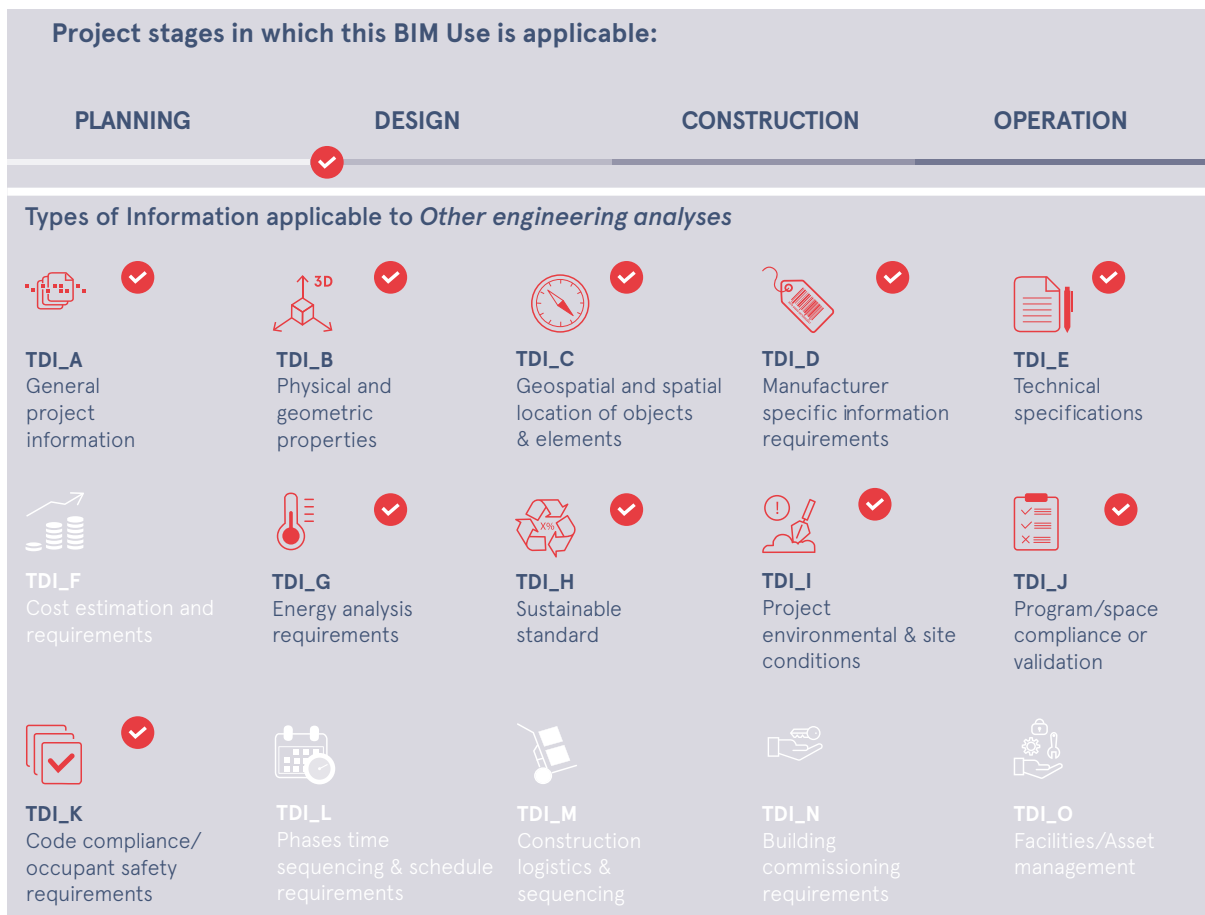 Project stages in which this BIM Use is applicable:
PLANNING
DESIGN
CONSTRUCTION
OPERATION
Types of Information applicable to Other engineering analyses
3D
TDI_A
General
project
information
TDI_B
Physical and
geometric
properties
TDI_C
Geospatial and spatial
location of objects
& elements
TDI_D
Manufacturer
specific information
requirements
TDI_E
Technical
specifications
X%
TDI_F
Cost estimation and
requirements
TDI_G
Energy analysis
requirements
TDI_H
Sustainable
standard
TDI_I
Project
environmental & site
conditions
TDI_J
Program/space
compliance or
validation
TDI_K
Code compliance/
occupant safety
requirements
TDI_L
Phases time
sequencing & schedule
requirements
TDI_M
Construction
logistics &
sequencing
TDI_N
Building
commissioning
requirements
TDI_O
Facilities/Asset
management